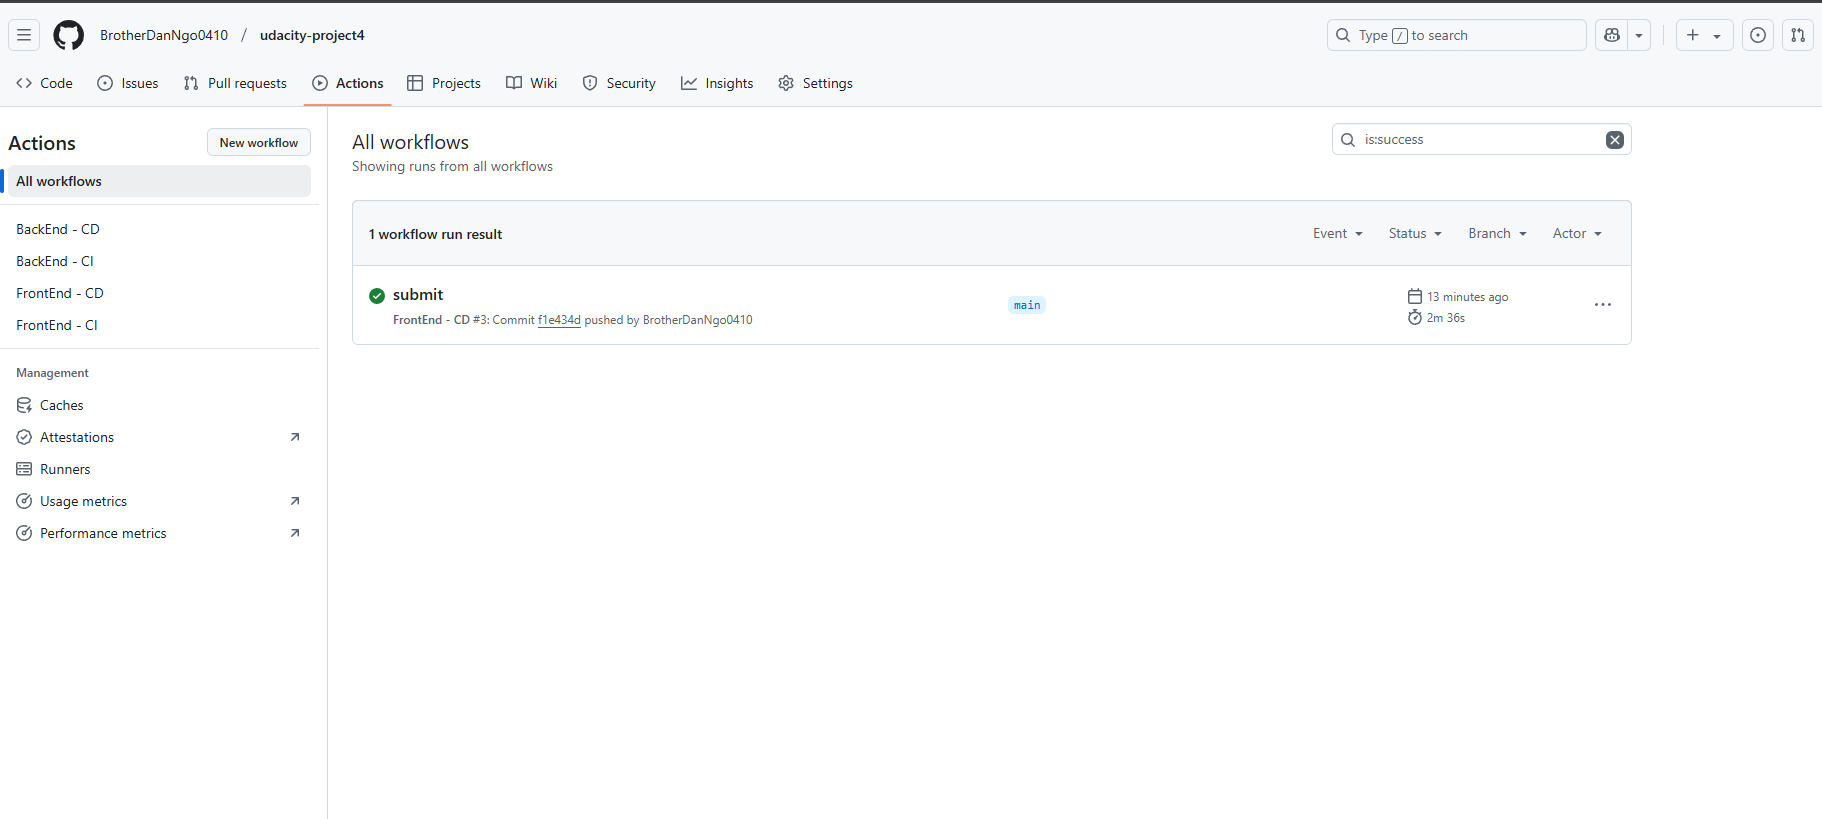 BrotherDanNgo0410 / udacity-project4
Type / to search
Code
Issues
Pull requests
Actions
Projects
Wiki
Security
Insights
Settings
Actions
New workflow
All workflows
BackEnd - CD
BackEnd - CI
FrontEnd - CD
FrontEnd - CI
Management
Caches
Attestations
Runners
Usage metrics
Performance metrics
All workflows
Showing runs from all workflows
is:success
1 workflow run result
Event
Status
Branch
Actor
submit
FrontEnd - CD #3: Commit f1e434d pushed by BrotherDanNgo0410
main
13 minutes ago
2m 36s